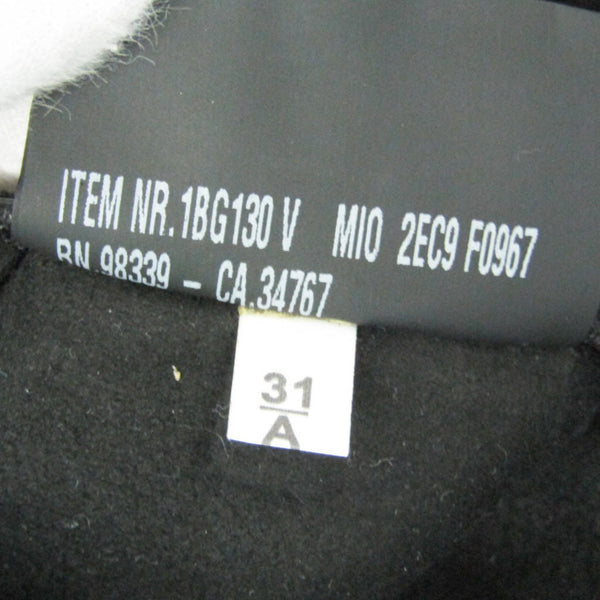 ITEM NR.1BG130 V MIO 2EC9 F0967
RN.98339 - CA.34767
31
A